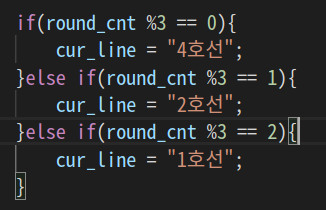 if(round_cnt %3 == 0){
    cur_line = "4호선";
}else if(round_cnt %3 == 1){
    cur_line = "2호선";
}else if(round_cnt %3 == 2){
    cur_line = "1호선";
}